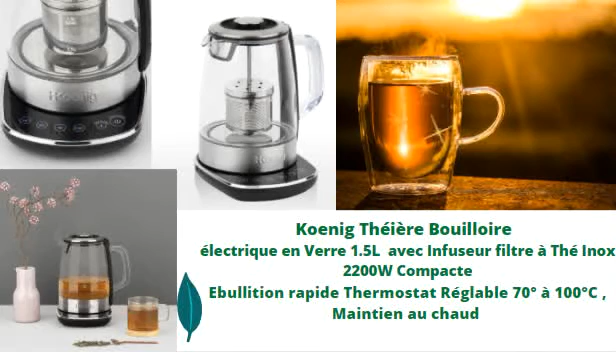 Koenig
Koenig Théière Bouilloire
électrique en Verre 1.5L avec Infuseur filtre à Thé Inox
2200W Compacte
Ebullition rapide Thermostat Réglable 70° à 100°C ,
Maintien au chaud